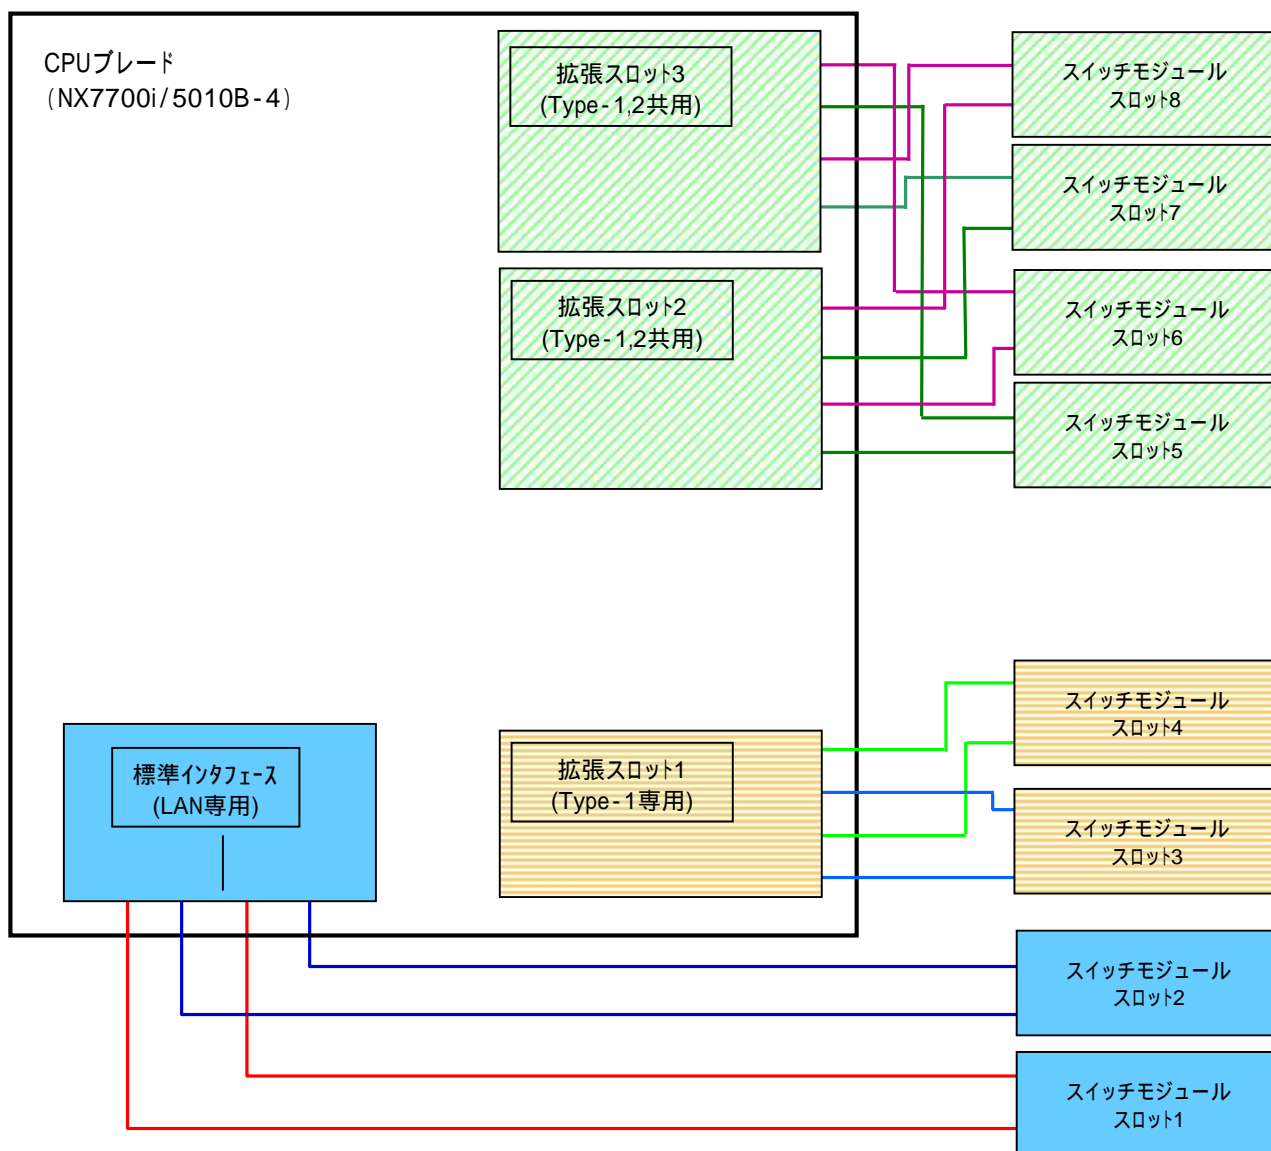 CPUブレード
(NX7700i/5010B-4)
拡張スロット3
(Type-1,2共用)
拡張スロット2
(Type-1,2共用)
標準インタフェース
(LAN専用)
拡張スロット1
(Type-1専用)
スイッチモジュール
スロット8
スイッチモジュール
スロット7
スイッチモジュール
スロット6
スイッチモジュール
スロット5
スイッチモジュール
スロット4
スイッチモジュール
スロット3
スイッチモジュール
スロット2
スイッチモジュール
スロット1